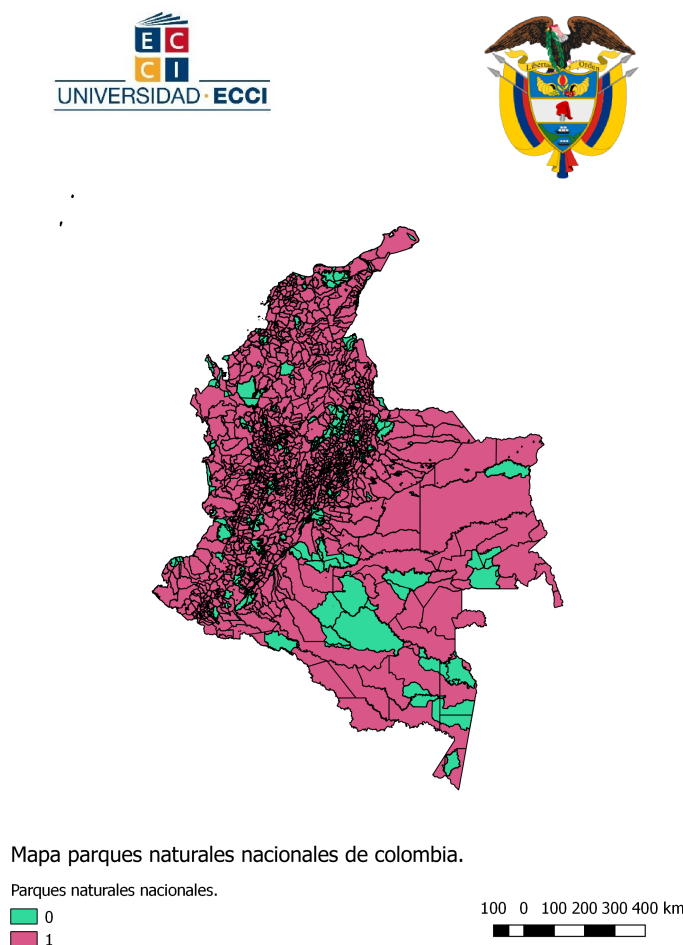 E C
C I
UNIVERSIDAD · ECCI
Libertad y Orden
Mapa parques naturales nacionales de colombia.
Parques naturales nacionales.
0
1
100 0 100 200 300 400 km